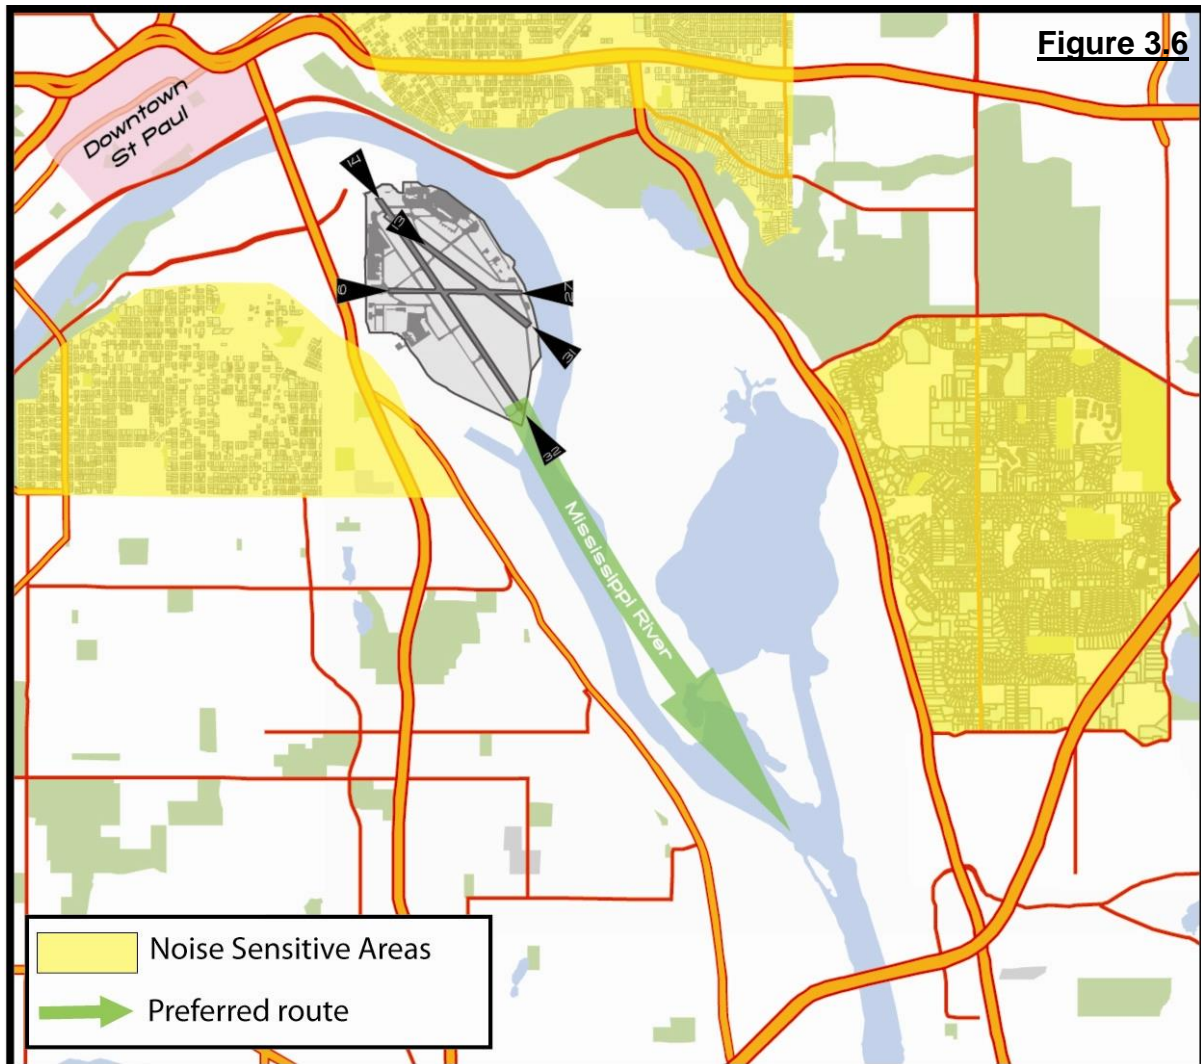 Figure 3.6
Downtown
St Paul
14
13
9
27
31
32
Mississippi River
Noise Sensitive Areas
Preferred route